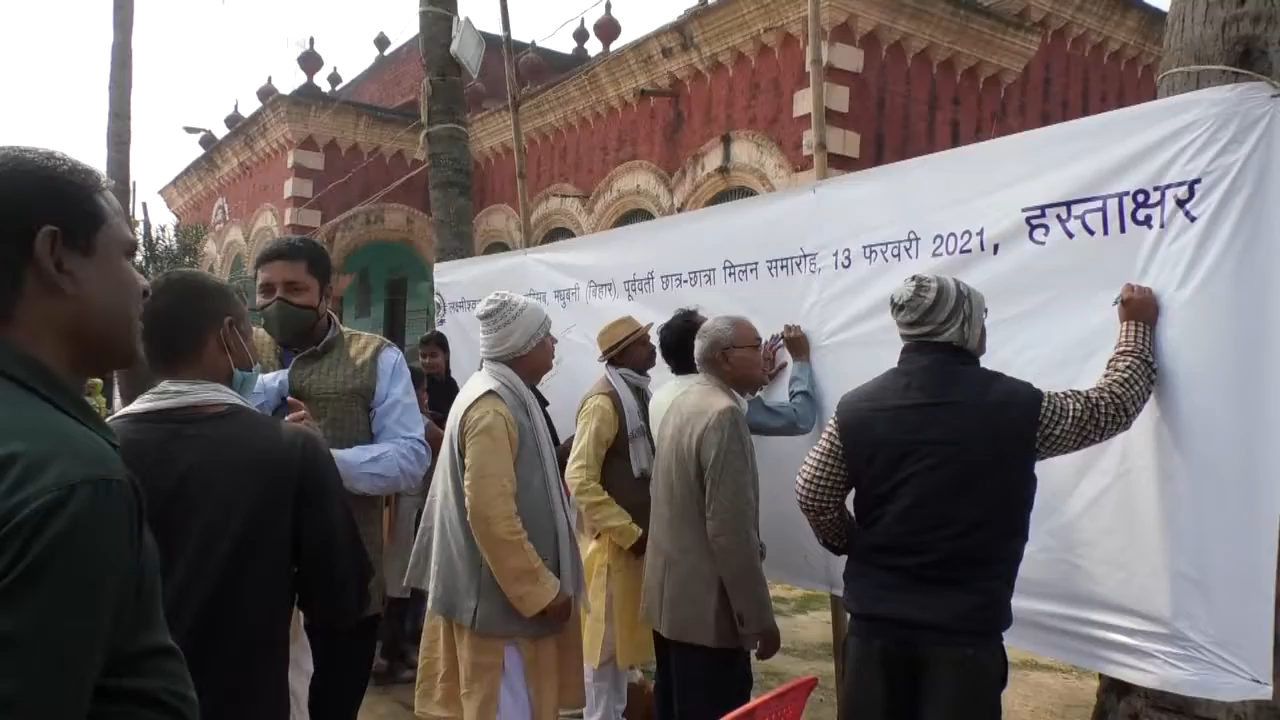 मधुबनी (बिहार), पूर्ववर्ती छात्र-छात्रा मिलन समारोह, 13 फरवरी 2021, हस्ताक्षर